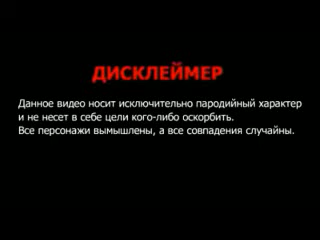 ДИСКЛЕЙМЕР
Данное видео носит исключительно пародийный характер
и не несет в себе цели кого-либо оскорбить.
Все персонажи вымышлены, а все совпадения случайны.